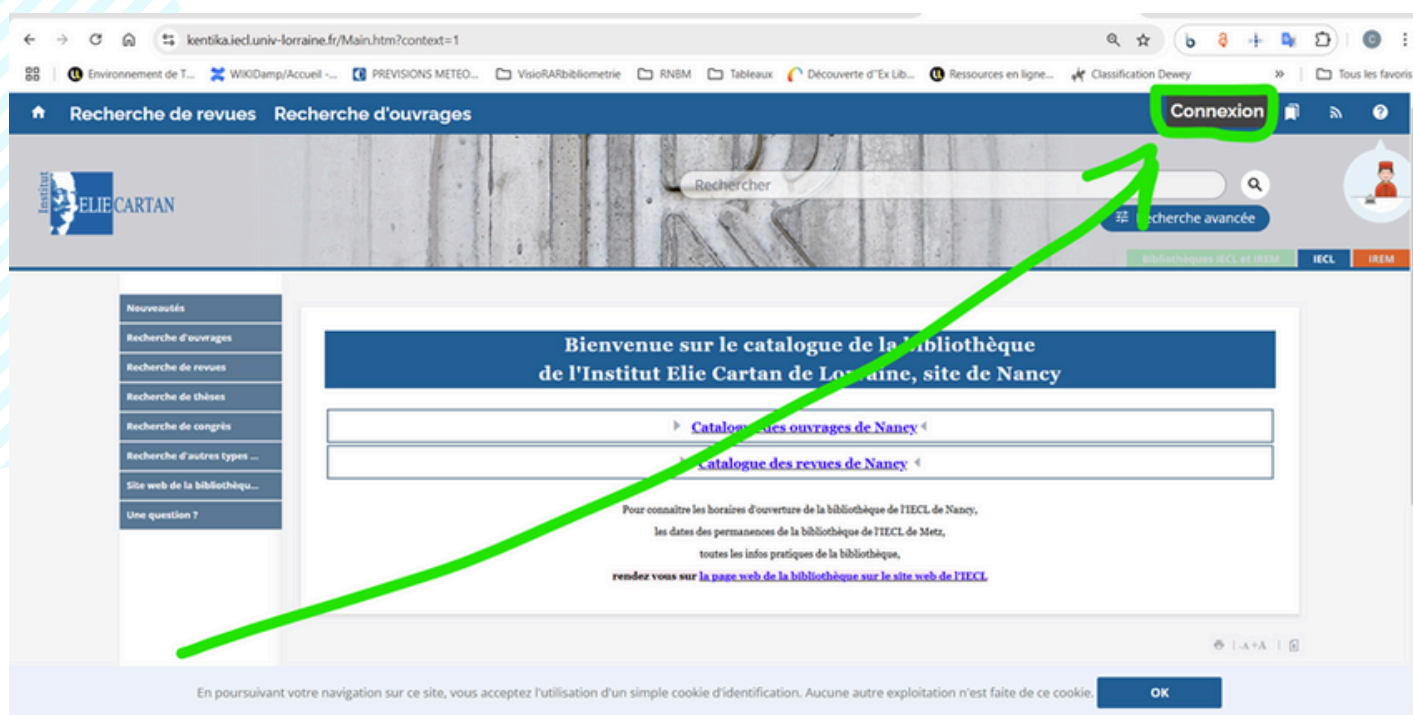 kentika.iecl.univ-lorraine.fr/Main.htm?context=1
Environnement de T... WIKIDamp/Accueil -... PREVISIONS METEO... VisioRARbibliometrie RNBM Tableaux Découverte d'Ex Lib... Ressources en ligne... Classification Dewey » Tous les favoris
Recherche de revues Recherche d'ouvrages Connexion
Institut
ELIE CARTAN
Rechercher
Recherche avancée
Bibliothèques IECL et IREM IECL IREM
Nouveautés
Recherche d'ouvrages
Recherche de revues
Recherche de thèses
Recherche de congrès
Recherche d'autres types ...
Site web de la bibliothèqu...
Une question ?
Bienvenue sur le catalogue de la bibliothèque
de l'Institut Elie Cartan de Lorraine, site de Nancy
Catalogue des ouvrages de Nancy
Catalogue des revues de Nancy
Pour connaître les horaires d'ouverture de la bibliothèque de l'IECL de Nancy,
les dates des permanences de la bibliothèque de l'IECL de Metz,
toutes les infos pratiques de la bibliothèque,
rendez vous sur la page web de la bibliothèque sur le site web de l'IECL
-A +A
En poursuivant votre navigation sur ce site, vous acceptez l'utilisation d'un simple cookie d'identification. Aucune autre exploitation n'est faite de ce cookie. OK